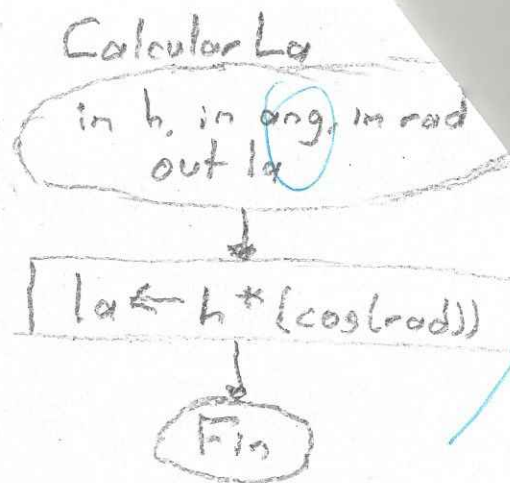 Calcular La
in h, in ang, in rad
out la
la ← h * (cos(rad))
Fin